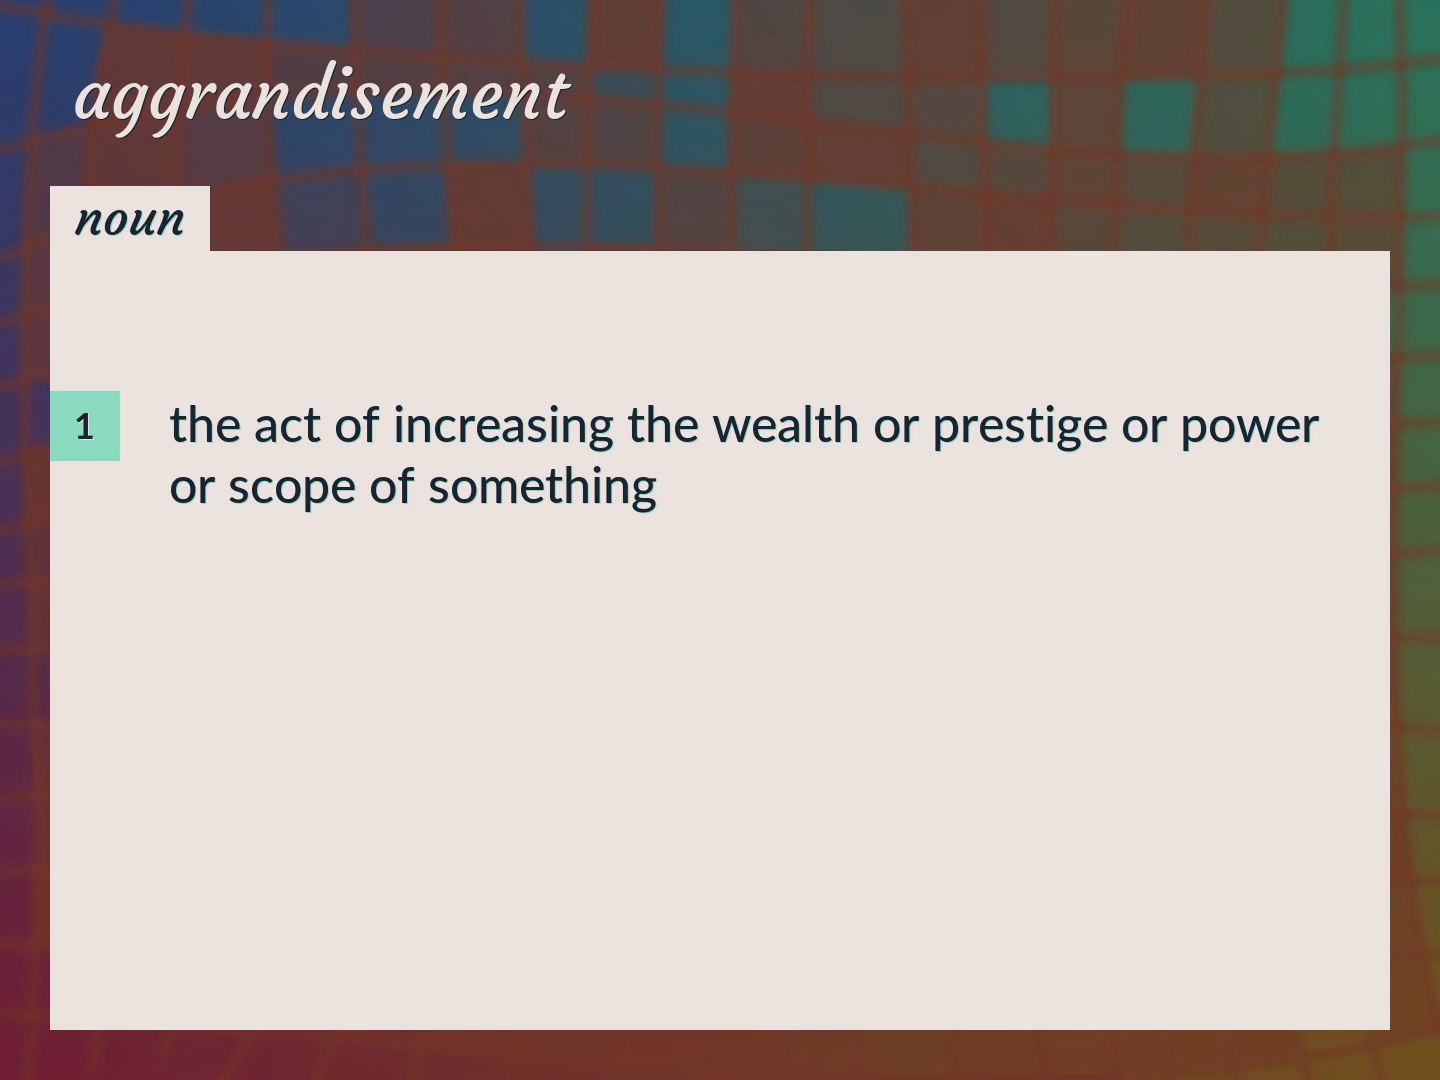 aggrandisement
noun
1 the act of increasing the wealth or prestige or power
or scope of something